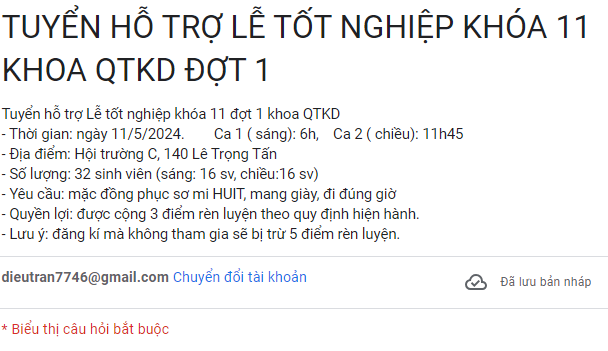 TUYỂN HỖ TRỢ LỄ TỐT NGHIỆP KHÓA 11
KHOA QTKD ĐỢT 1
Tuyển hỗ trợ Lễ tốt nghiệp khóa 11 đợt 1 khoa QTKD
- Thời gian: ngày 11/5/2024. Ca 1 ( sáng): 6h, Ca 2 ( chiều): 11h45
- Địa điểm: Hội trường C, 140 Lê Trọng Tấn
- Số lượng: 32 sinh viên (sáng: 16 sv, chiều:16 sv)
- Yêu cầu: mặc đồng phục sơ mi HUIT, mang giày, đi đúng giờ
- Quyền lợi: được cộng 3 điểm rèn luyện theo quy định hiện hành.
- Lưu ý: đăng kí mà không tham gia sẽ bị trừ 5 điểm rèn luyện.
dieutran7746@gmail.com Chuyển đổi tài khoản Đã lưu bản nháp
* Biểu thị câu hỏi bắt buộc